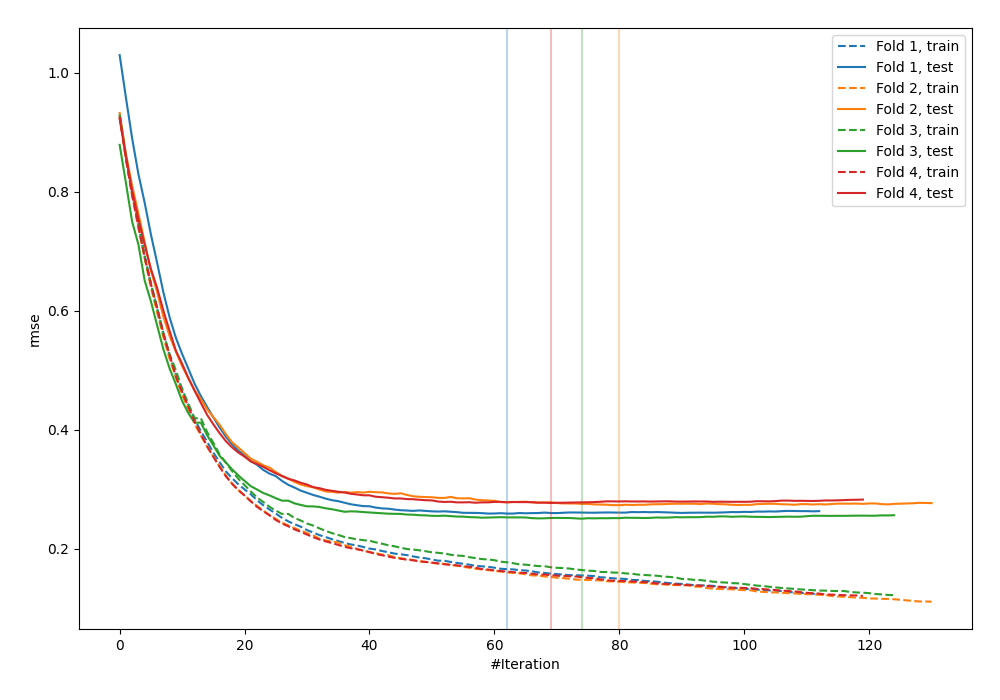 1.0
0.8
0.6
0.4
0.2
rmse
0
20
40
60
80
100
120
#Iteration
Fold 1, train
Fold 1, test
Fold 2, train
Fold 2, test
Fold 3, train
Fold 3, test
Fold 4, train
Fold 4, test